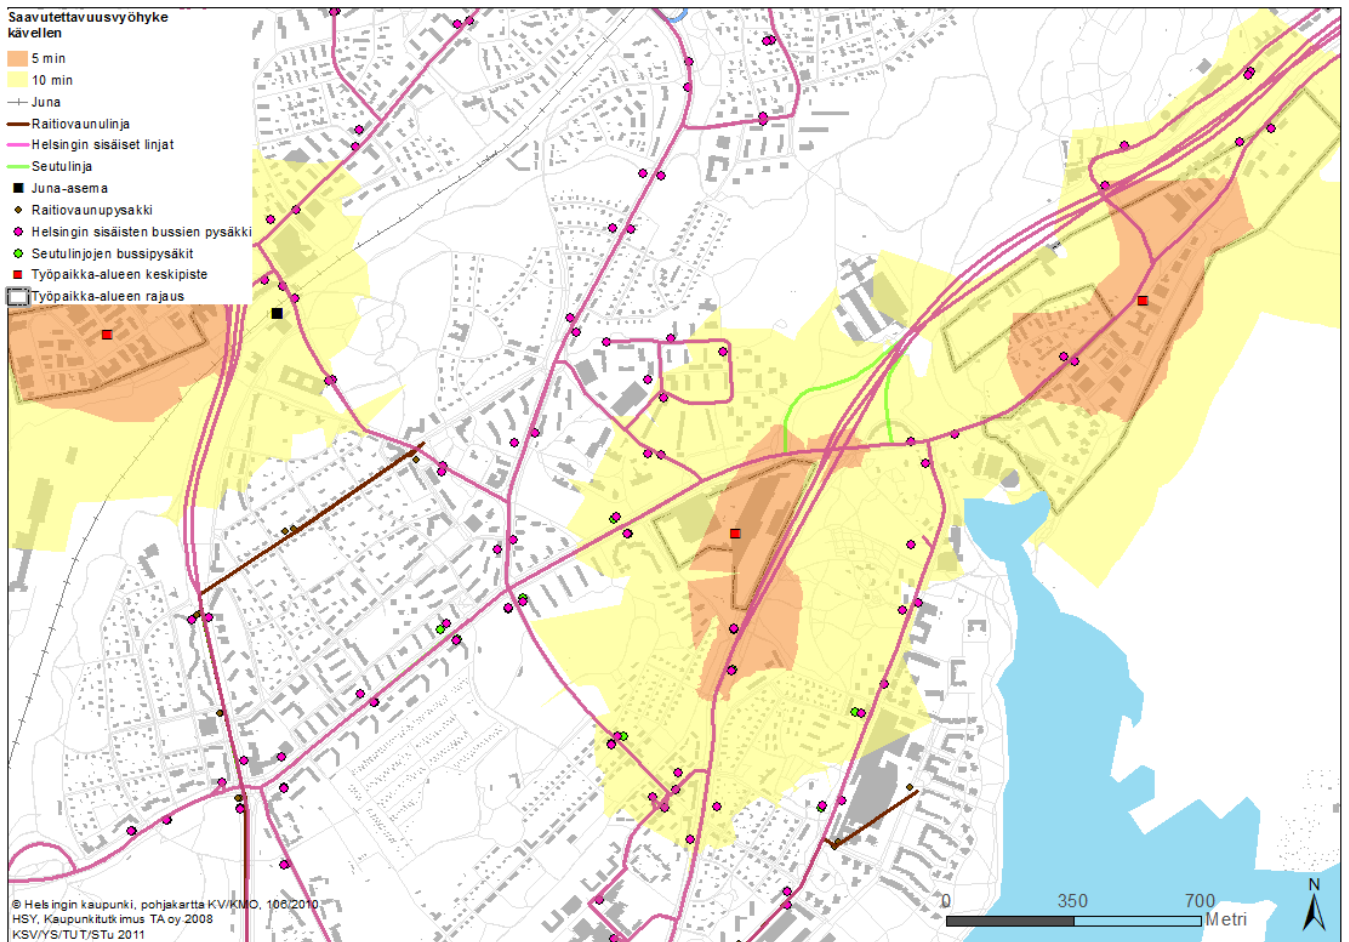 Saavutettavuusvyöhyke
kävellen
5 min
10 min
Juna
Raitiovaunulinja
Helsingin sisäiset linjat
Seutulinja
Juna-asema
Raitiovaunupysäkki
Helsingin sisäisten bussien pysäkki
Seutulinjojen bussipysäkit
Työpaikka-alueen keskipiste
Työpaikka-alueen rajaus
© Helsingin kaupunki, pohjakartta KV/KMO, 106/2010
HSY, Kaupunkitutkimus TA oy 2008
KSV/YS/TUT/STu 2011
0 350 700
Metri
N